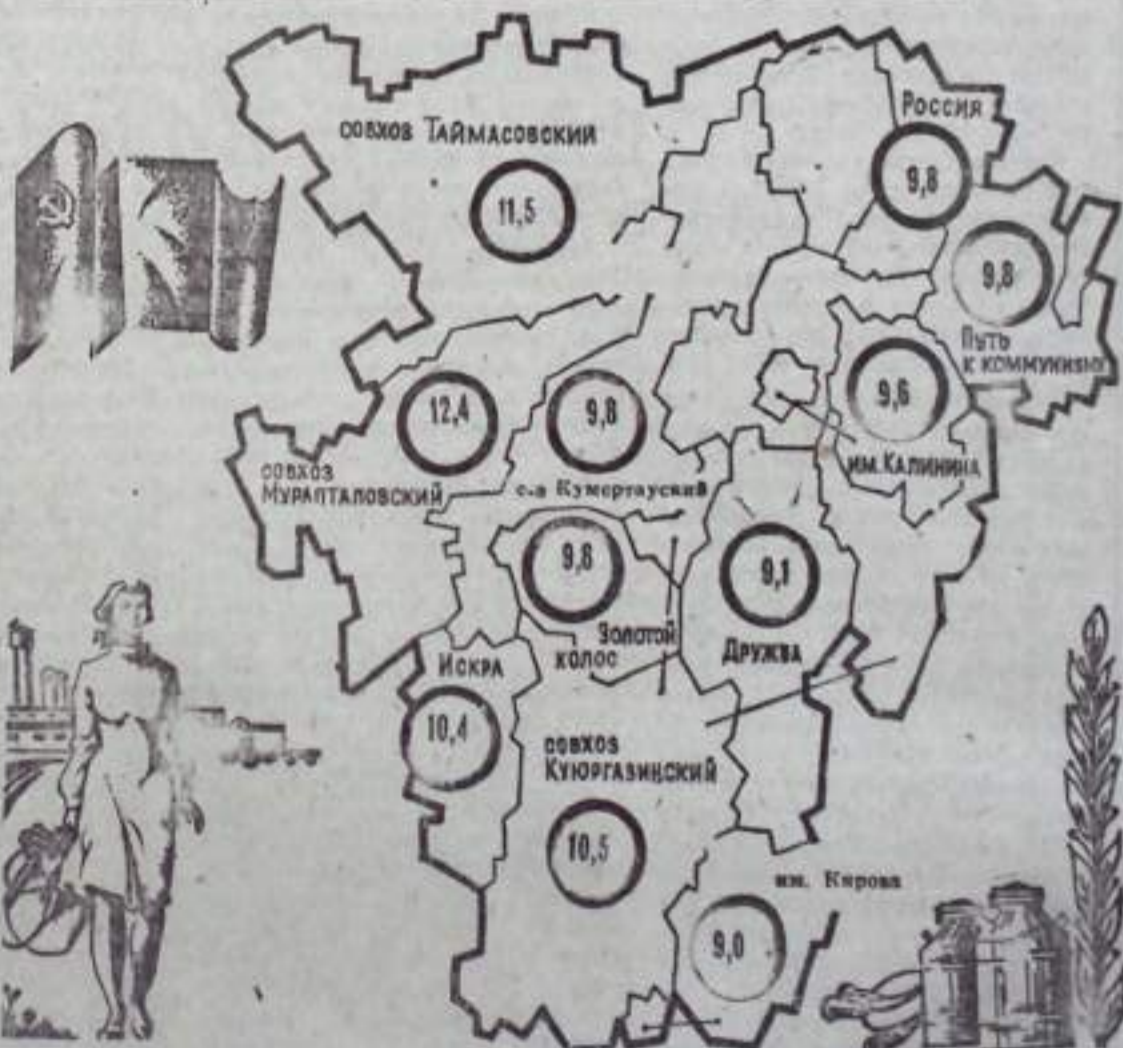 Россия
совхоз Таймасовский
9,8
11,5
9,8
Путь
к коммунизму
12,4
9,8
9,6
совхоз
Мурапталовский
им. Калинина
с-з Кумертауский
9,8
9,1
Золотой
колос
Дружба
Искра
10,4
совхоз
Куюргазинский
10,5
им. Кирова
9,0